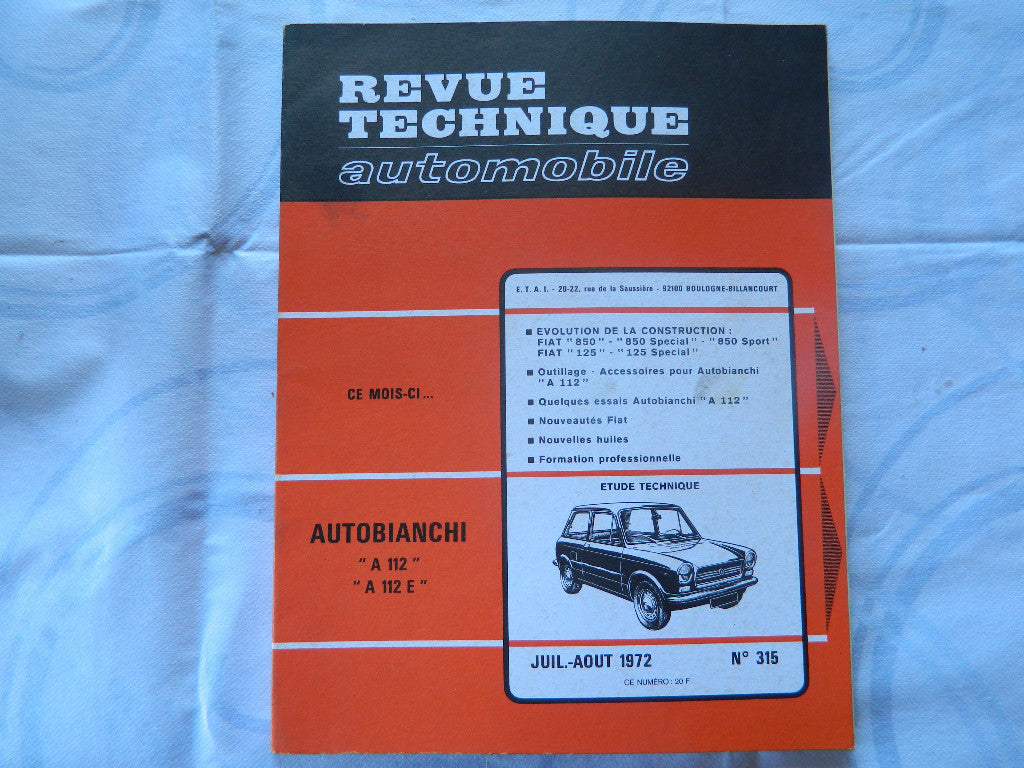 REVUE
TECHNIQUE
automobile
E. T. A. I. - 20-22, rue de la Saussière - 92100 BOULOGNE-BILLANCOURT
CE MOIS-CI...
■ EVOLUTION DE LA CONSTRUCTION :
FIAT "850" - "850 Special" - "850 Sport"
FIAT "125" - "125 Special"
■ Outillage - Accessoires pour Autobianchi
"A 112"
■ Quelques essais Autobianchi "A 112"
■ Nouveautés Fiat
■ Nouvelles huiles
■ Formation professionnelle
AUTOBIANCHI
"A 112"
"A 112 E"
ETUDE TECHNIQUE
JUIL.-AOUT 1972 N° 315
CE NUMÉRO : 20 F